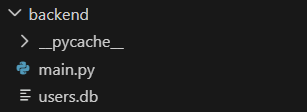 backend
__pycache__
main.py
users.db